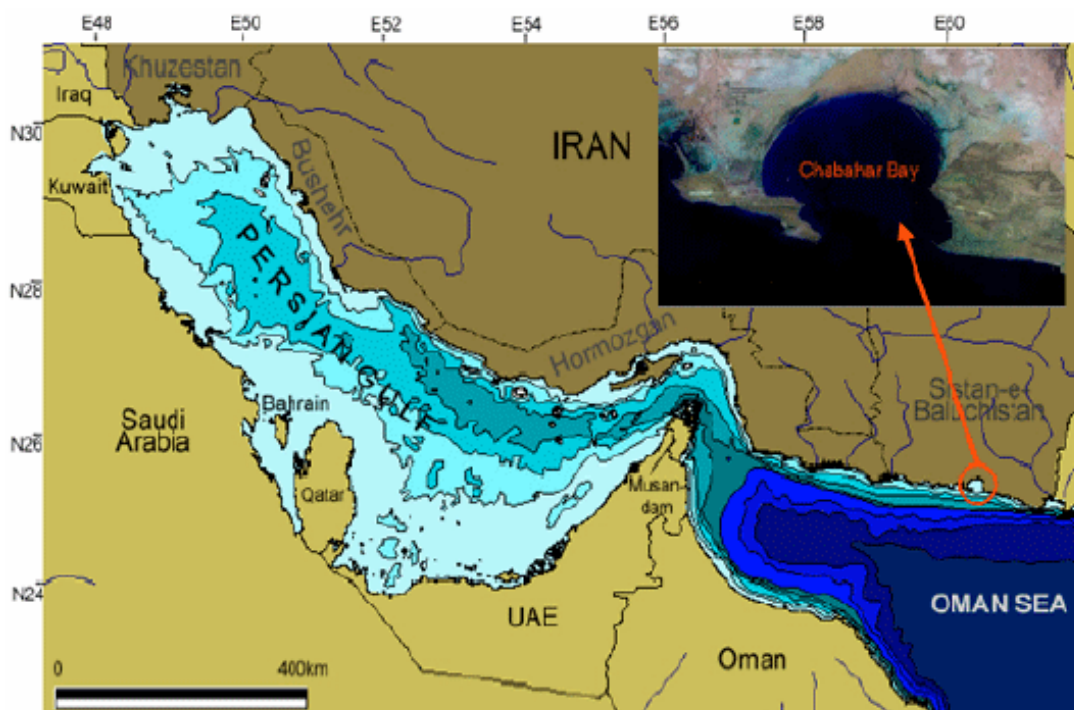 E48 E50 E52 E54 E56 E58 E60
Khuzestan
Iraq
N30
IRAN
Kuwait
Bushehr
Chabahar Bay
PERSIAN GULF
N28
Hormozgan
Sistan-e-
Baluchistan
Saudi
Arabia
Bahrain
N26
Qatar
Musan-
dam
N24
UAE
OMAN SEA
Oman
0 400km